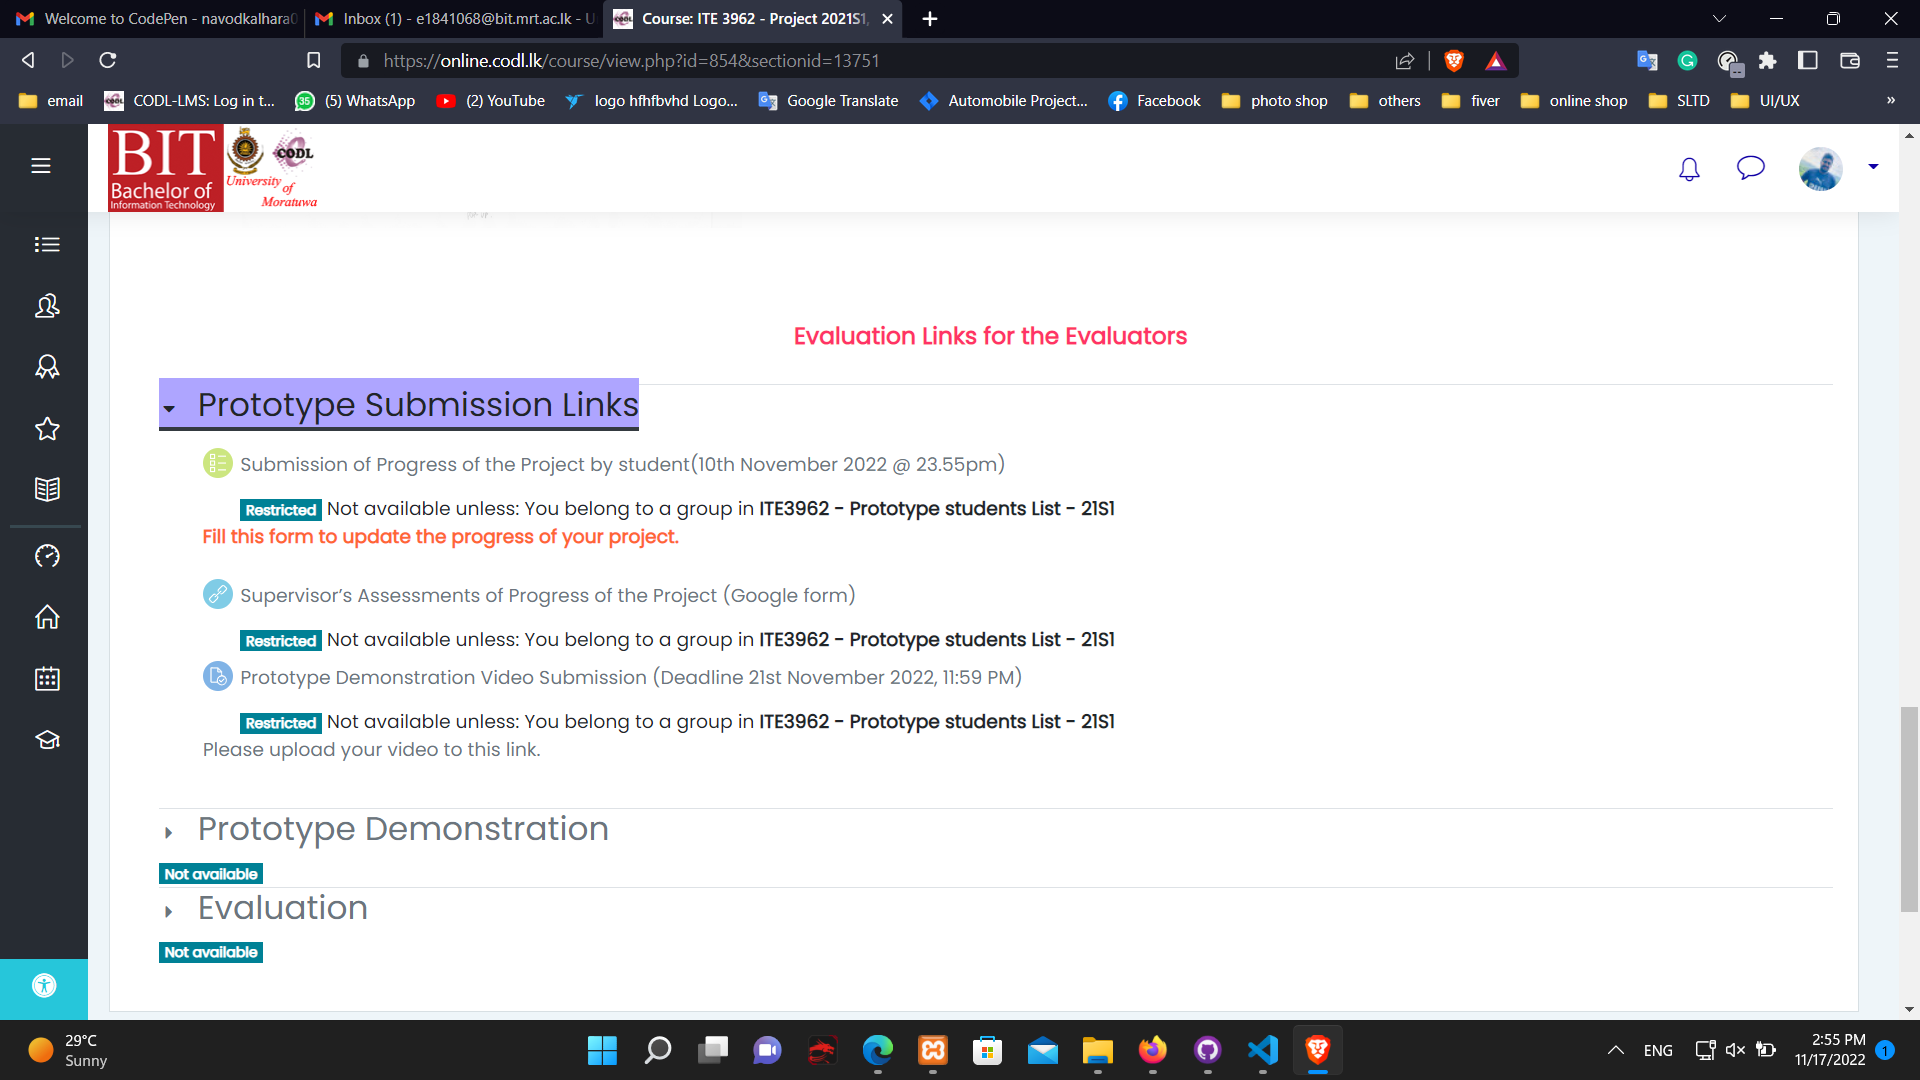 Welcome to CodePen - navodkalhara0
Inbox (1) - e1841068@bit.mrt.ac.lk - U
Course: ITE 3962 - Project 2021S1,
https://online.codl.lk/course/view.php?id=854&sectionid=13751
email
CODL-LMS: Log in t...
(5) WhatsApp
(2) YouTube
logo hfhfbvhd Logo...
Google Translate
Automobile Project...
Facebook
photo shop
others
fiver
online shop
SLTD
UI/UX
»
BIT
Bachelor of
Information Technology
CODL
University of
Moratuwa
Evaluation Links for the Evaluators
Prototype Submission Links
Submission of Progress of the Project by student(10th November 2022 @ 23.55pm)
Restricted Not available unless: You belong to a group in ITE3962 - Prototype students List - 21S1
Fill this form to update the progress of your project.
Supervisor’s Assessments of Progress of the Project (Google form)
Restricted Not available unless: You belong to a group in ITE3962 - Prototype students List - 21S1
Prototype Demonstration Video Submission (Deadline 21st November 2022, 11:59 PM)
Restricted Not available unless: You belong to a group in ITE3962 - Prototype students List - 21S1
Please upload your video to this link.
Prototype Demonstration
Not available
Evaluation
Not available
29°C
Sunny
ENG
2:55 PM
11/17/2022
1